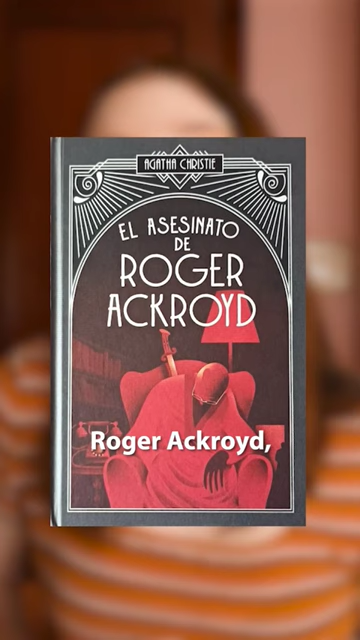 AGATHA CHRISTIE
EL ASESINATO
DE
ROGER
ACKROYD
Roger Ackroyd,